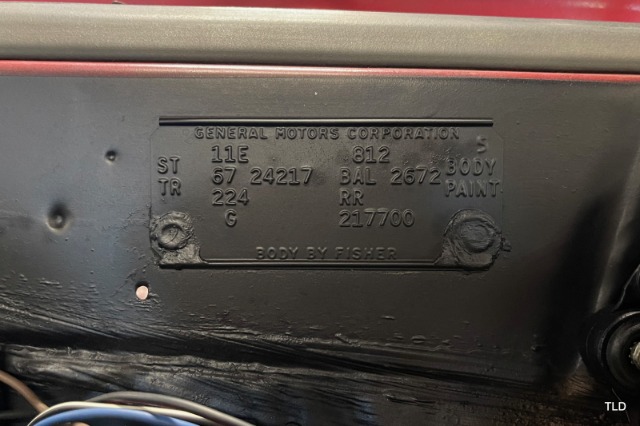 GENERAL MOTORS CORPORATION
11E 812 S
ST 67 24217 BAL 2672 BODY
TR 224 RR PAINT
G 217700
BODY BY FISHER
TLD